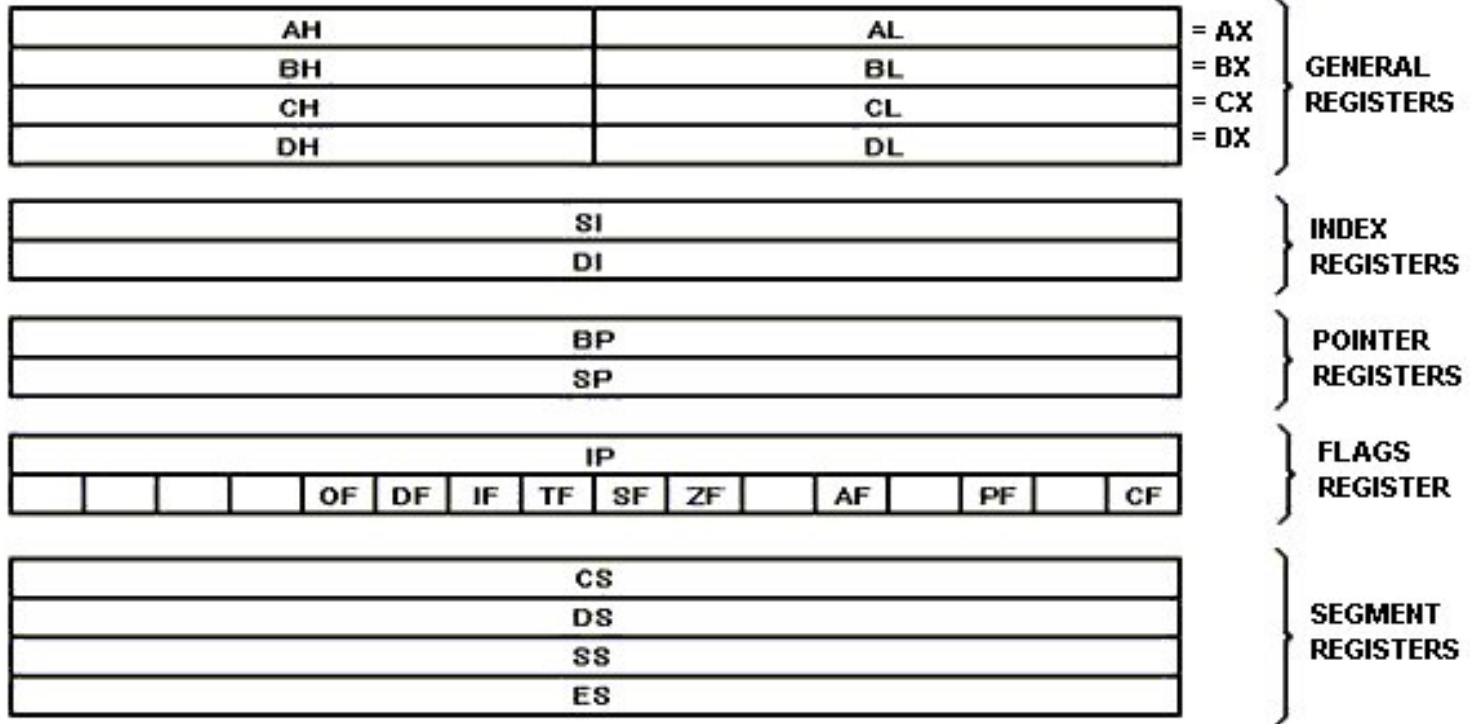 AH AL = AX
BH BL = BX
CH CL = CX
DH DL = DX
GENERAL
REGISTERS
SI
DI
INDEX
REGISTERS
BP
SP
POINTER
REGISTERS
IP
OF DF IF TF SF ZF AF PF CF
FLAGS
REGISTER
CS
DS
SS
ES
SEGMENT
REGISTERS